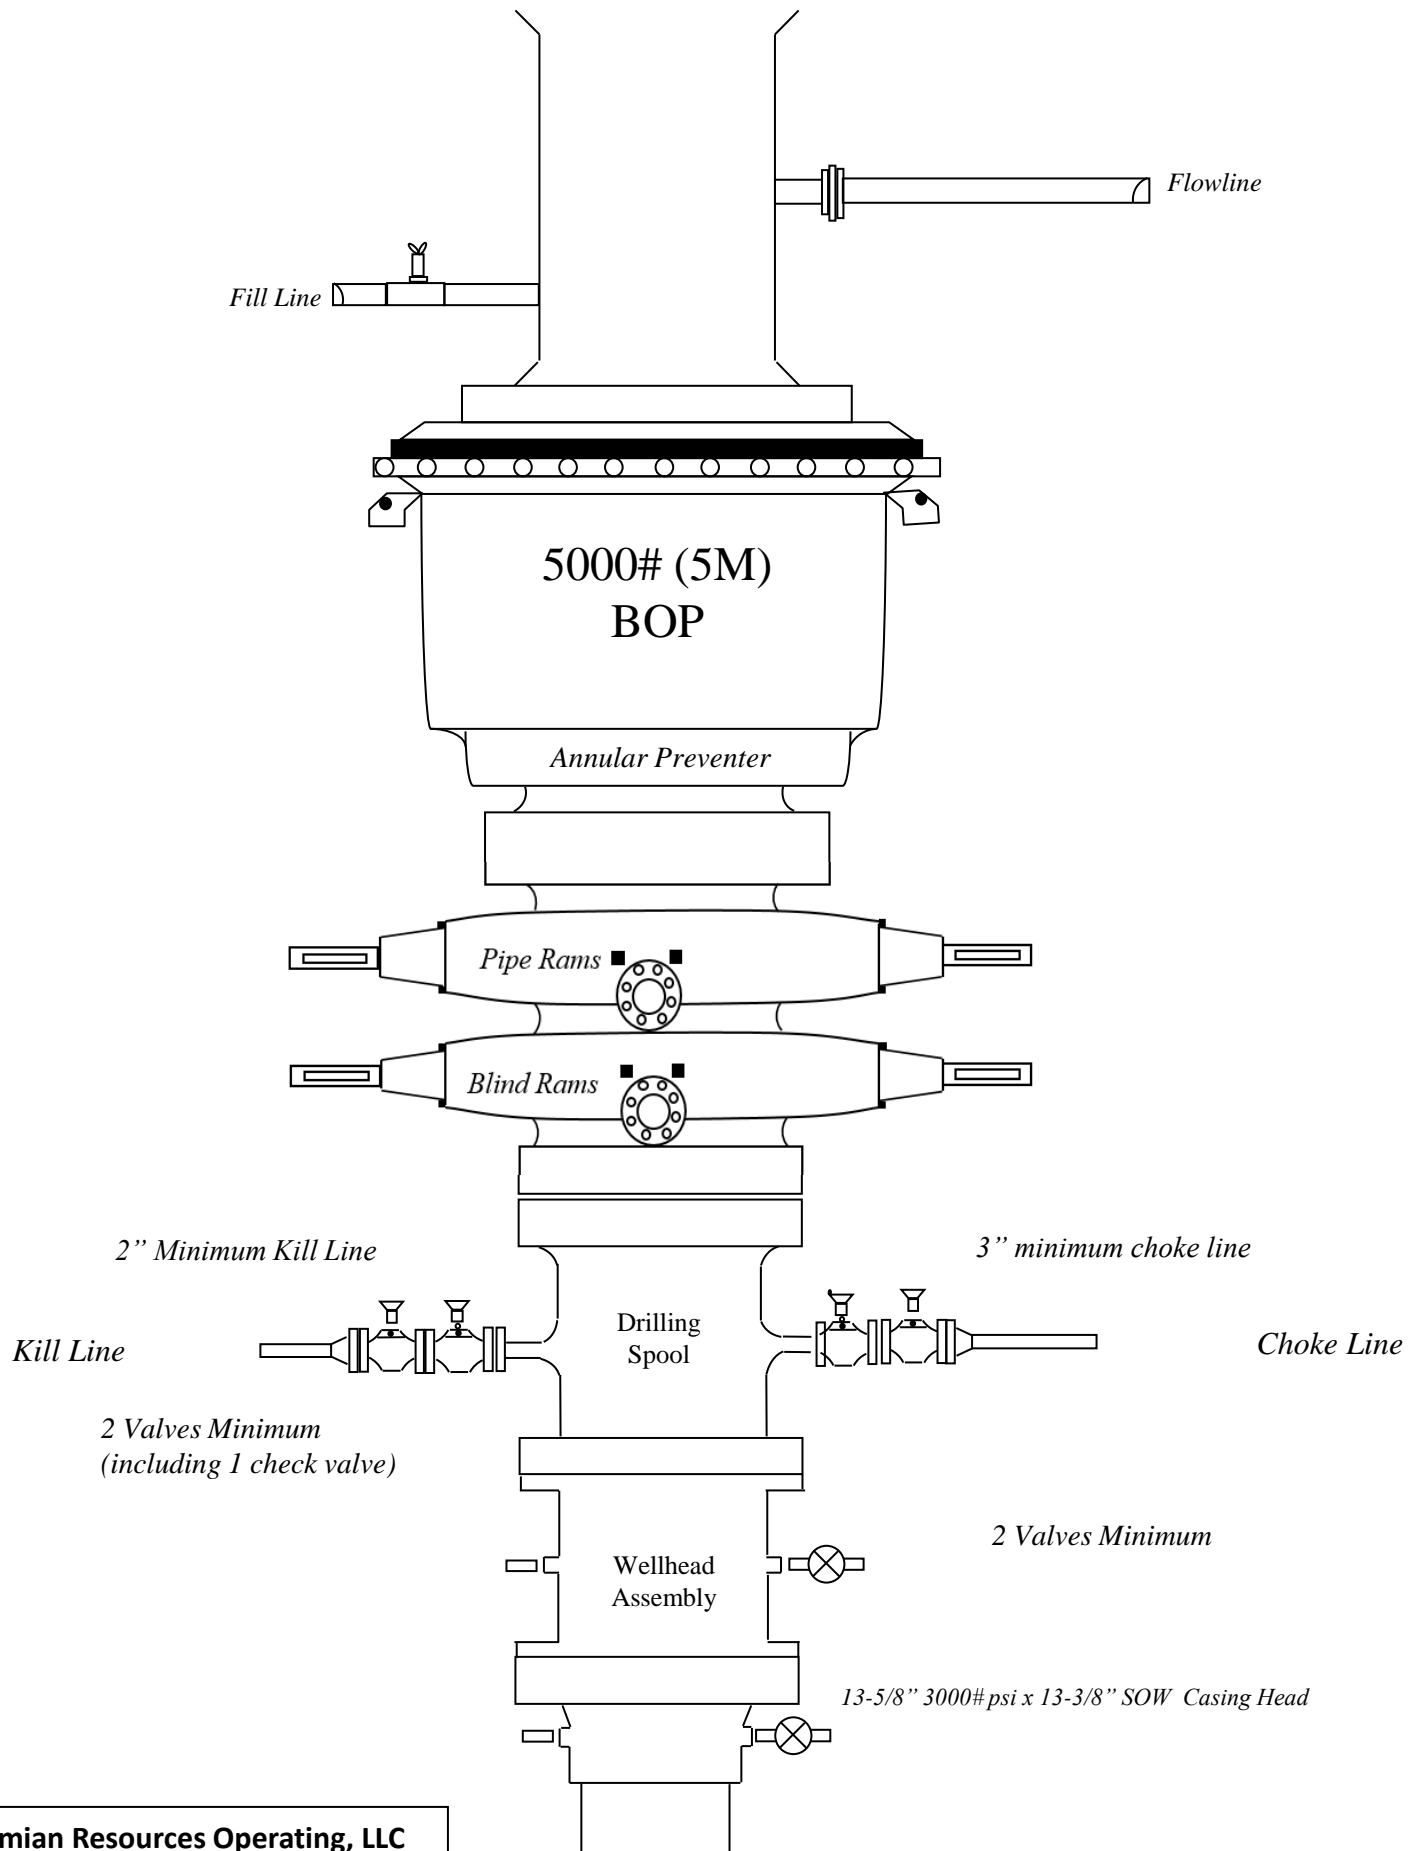 Flowline
Fill Line
5000# (5M)
BOP
Annular Preventer
Pipe Rams
Blind Rams
2” Minimum Kill Line
3” minimum choke line
Drilling
Spool
Kill Line
Choke Line
2 Valves Minimum
(including 1 check valve)
2 Valves Minimum
Wellhead
Assembly
13-5/8” 3000# psi x 13-3/8” SOW Casing Head
mian Resources Operating, LLC